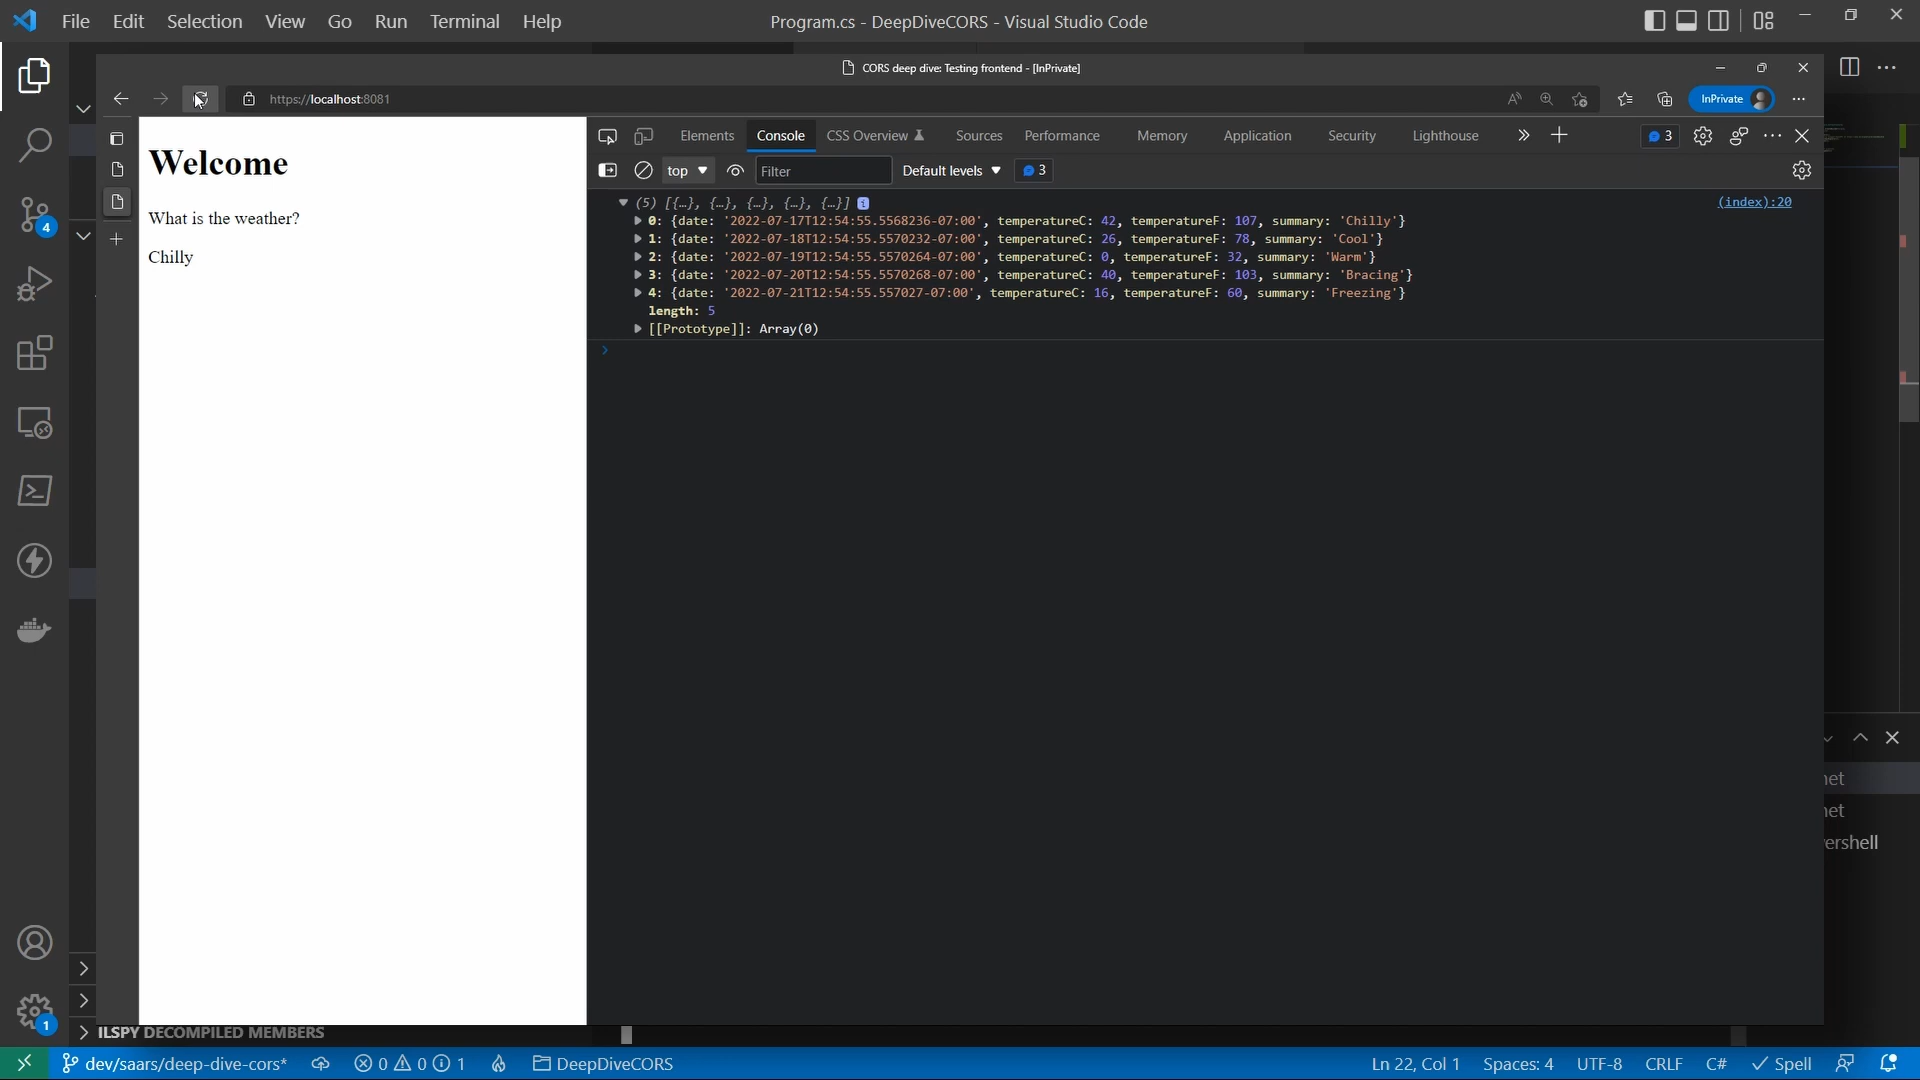 File Edit Selection View Go Run Terminal Help Program.cs - DeepDiveCORS - Visual Studio Code
CORS deep dive: Testing frontend - [InPrivate]
https://localhost:8081 InPrivate
Elements Console CSS Overview Sources Performance Memory Application Security Lighthouse 3
top Filter Default levels 3
Welcome
What is the weather?
Chilly
(5) [{…}, {…}, {…}, {…}, {…}] (index):20
0: {date: '2022-07-17T12:54:55.5568236-07:00', temperatureC: 42, temperatureF: 107, summary: 'Chilly'}
1: {date: '2022-07-18T12:54:55.5570232-07:00', temperatureC: 26, temperatureF: 78, summary: 'Cool'}
2: {date: '2022-07-19T12:54:55.5570264-07:00', temperatureC: 0, temperatureF: 32, summary: 'Warm'}
3: {date: '2022-07-20T12:54:55.5570268-07:00', temperatureC: 40, temperatureF: 103, summary: 'Bracing'}
4: {date: '2022-07-21T12:54:55.557027-07:00', temperatureC: 16, temperatureF: 60, summary: 'Freezing'}
length: 5
[[Prototype]]: Array(0)
4
net
net
ershell
1
ILSPY DECOMPILED MEMBERS
dev/saars/deep-dive-cors* 0 0 1 DeepDiveCORS Ln 22, Col 1 Spaces: 4 UTF-8 CRLF C# Spell